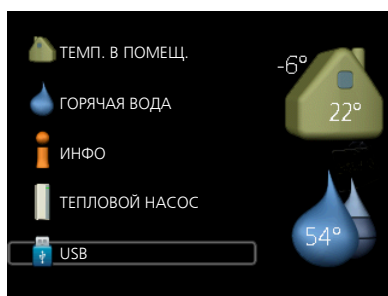 ТЕМП. В ПОМЕЩ.
ГОРЯЧАЯ ВОДА
ИНФО
ТЕПЛОВОЙ НАСОС
USB
-6°
22°
54°